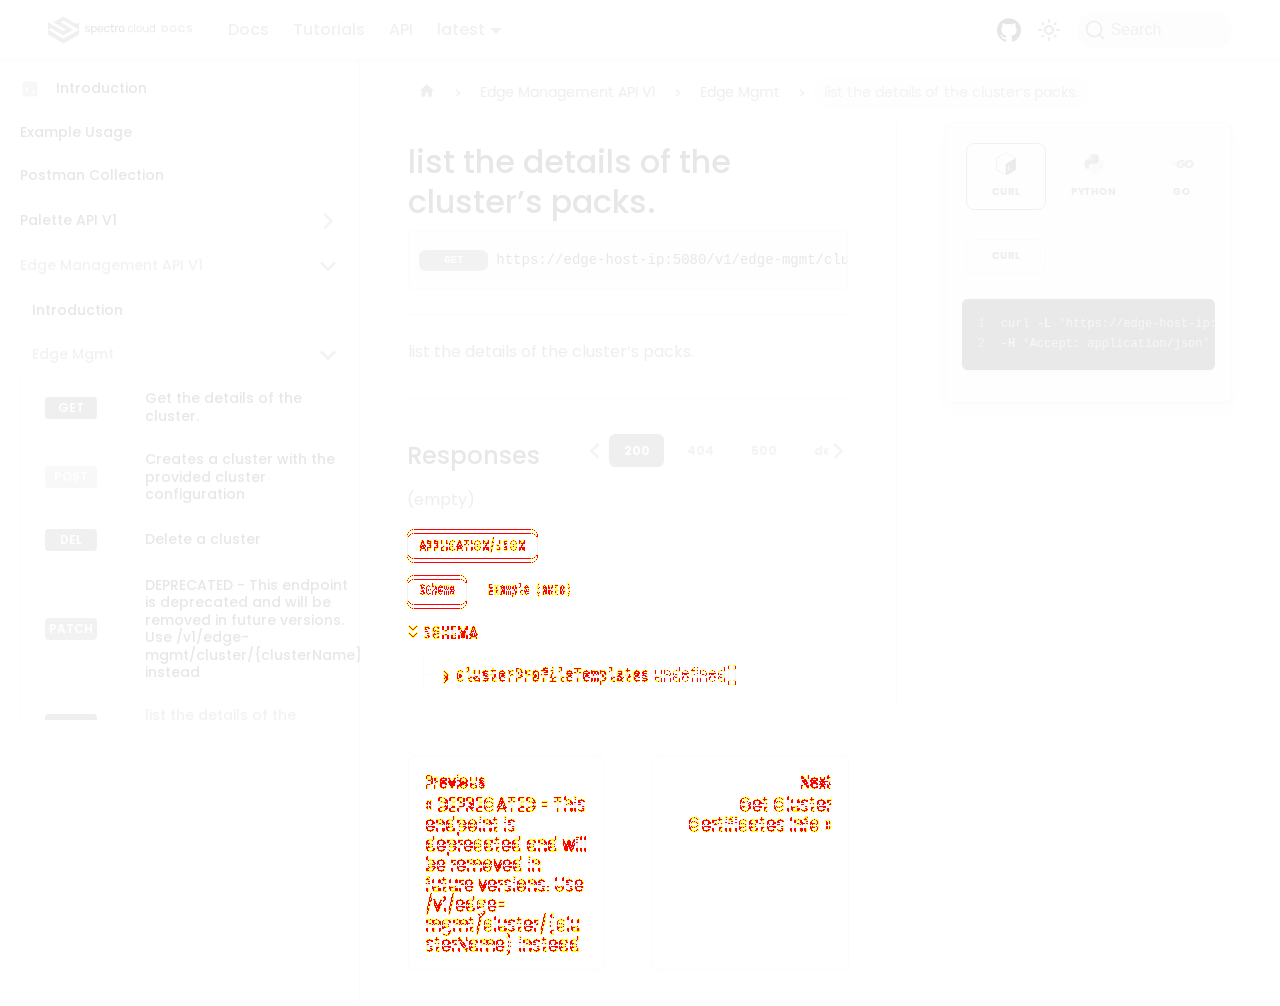 spectro cloud DOCS
Docs Tutorials API latest
Search
Introduction
Example Usage
Postman Collection
Palette API V1
Edge Management API V1
Introduction
Edge Mgmt
GET Get the details of the
cluster.
POST Creates a cluster with the
provided cluster
configuration
DEL Delete a cluster
PATCH DEPRECATED - This endpoint
is deprecated and will be
removed in future versions.
Use /v1/edge-
mgmt/cluster/{clusterName}
instead
list the details of the
Edge Management API V1 Edge Mgmt list the details of the cluster's packs.
list the details of the
cluster’s packs.
GET https://edge-host-ip:5080/v1/edge-mgmt/clu
list the details of the cluster’s packs.
Responses
200 404 500 de
(empty)
APPLICATION/JSON
Schema Example (auto)
SCHEMA
clusterProfileTemplates undefined[]
Previous
« DEPRECATED - This
endpoint is
deprecated and will
be removed in
future versions. Use
/v1/edge-
mgmt/cluster/{clu
sterName} instead
Next
Get Cluster
Certificates Info »
CURL PYTHON GO
CURL
1 curl -L 'https://edge-host-ip:
2 -H 'Accept: application/json'